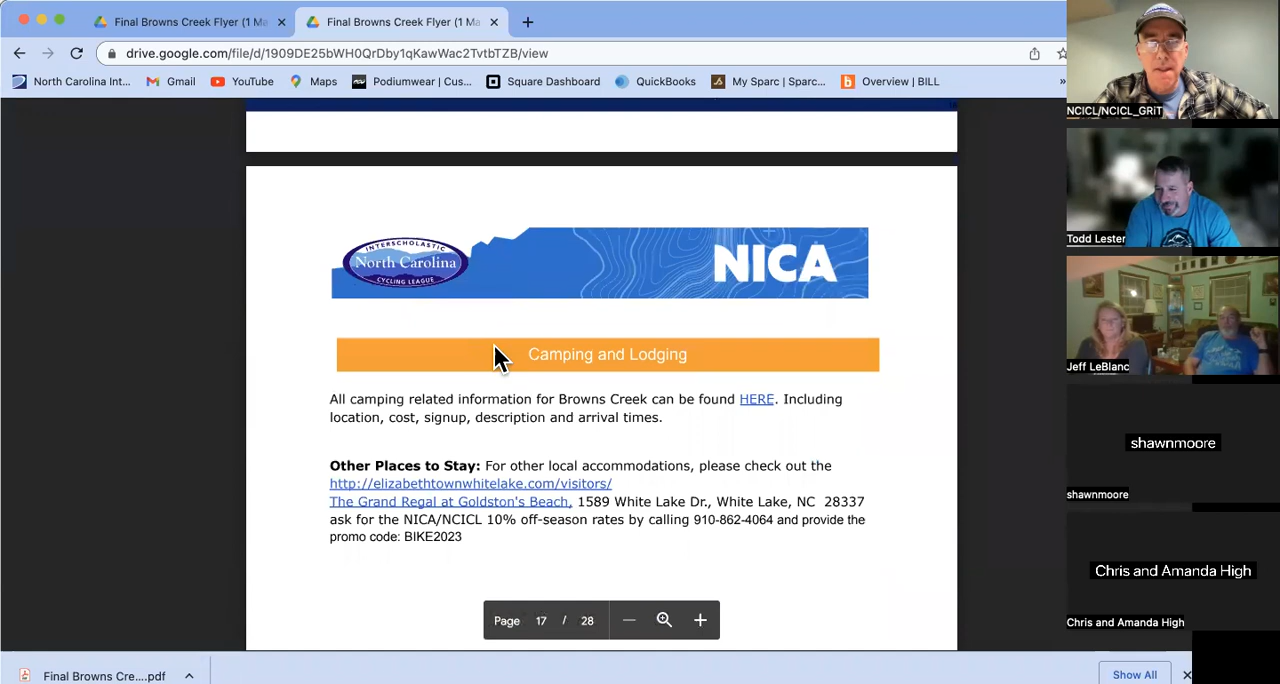 Final Browns Creek Flyer (1 Ma
Final Browns Creek Flyer (1 Ma
drive.google.com/file/d/1909DE25bWH0QrDby1qKawWac2TvtbTZB/view
North Carolina Int...
Gmail
YouTube
Maps
Podiumwear | Cus...
Square Dashboard
QuickBooks
My Sparc | Sparc...
Overview | BILL
»
INTERSCHOLASTIC
North Carolina
CYCLING LEAGUE
NICA
Camping and Lodging
All camping related information for Browns Creek can be found HERE. Including
location, cost, signup, description and arrival times.
Other Places to Stay: For other local accommodations, please check out the
http://elizabethtownwhitelake.com/visitors/
The Grand Regal at Goldston's Beach, 1589 White Lake Dr., White Lake, NC 28337
ask for the NICA/NCICL 10% off-season rates by calling 910-862-4064 and provide the
promo code: BIKE2023
Page 17 / 28
Final Browns Cre....pdf
Show All
NCICL/NCICL_GRiT
Todd Lester
Jeff LeBlanc
shawnmoore
shawnmoore
Chris and Amanda High
Chris and Amanda High